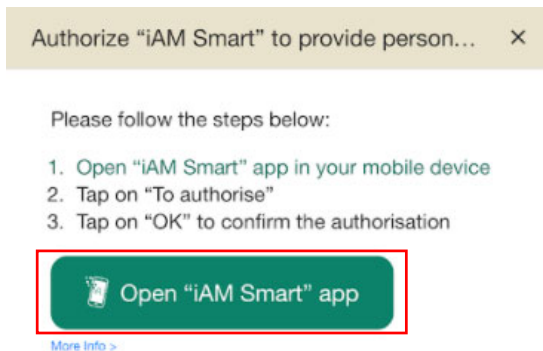 Authorize “iAM Smart” to provide person... ×
Please follow the steps below:
1. Open “iAM Smart” app in your mobile device
2. Tap on “To authorise”
3. Tap on “OK” to confirm the authorisation
Open “iAM Smart” app
More Info >